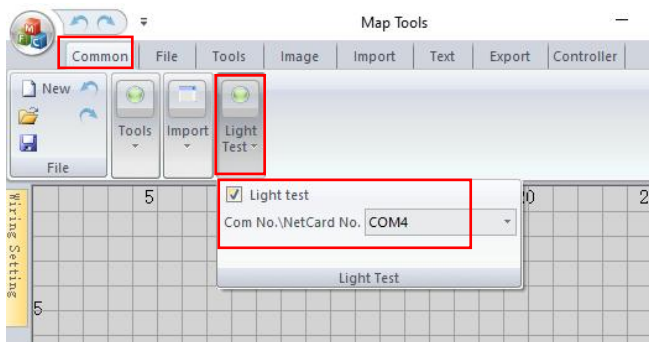 Map Tools
Common File Tools Image Import Text Export Controller
New
Tools Import Light Test
File
Light test
Com No.\NetCard No. COM4
Light Test
Wiring Setting
5 20 2
5